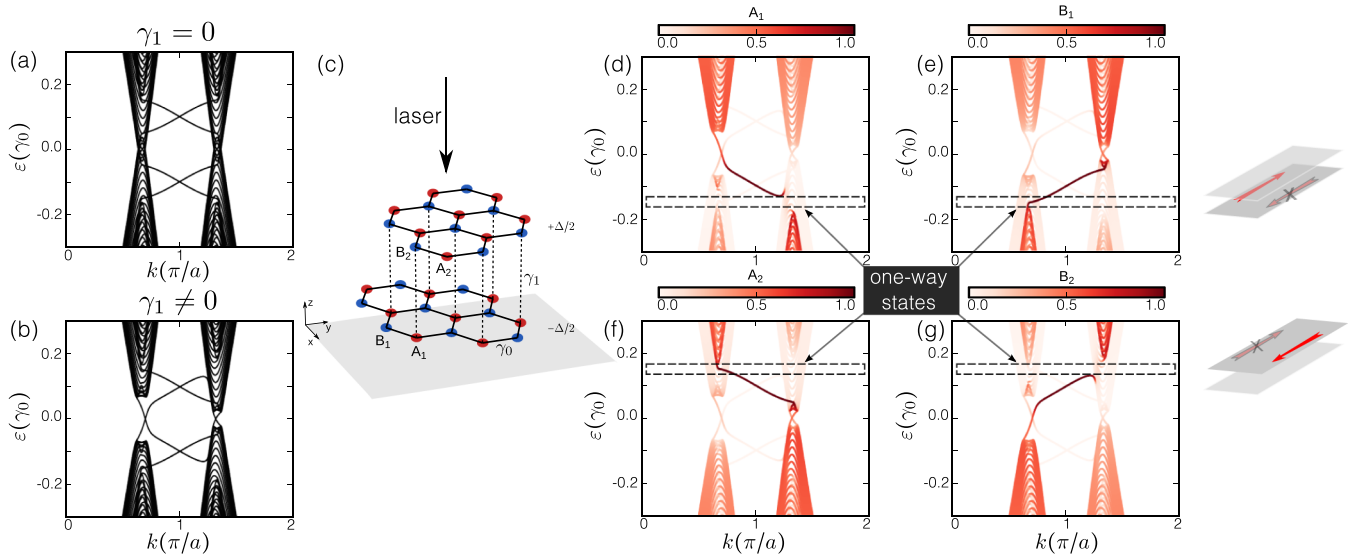 γ₁ = 0
(a)
ε(γ₀)
0.2
0.0
-0.2
0
1
2
k(π/a)
γ₁ ≠ 0
(b)
ε(γ₀)
0.2
0.0
-0.2
0
1
2
k(π/a)
(c)
laser
+Δ/2
B₂
A₂
γ₁
z
y
x
−Δ/2
B₁
A₁
γ₀
A₁
0.0 0.5 1.0
(d)
ε(γ₀)
0.2
0.0
-0.2
0 1 2
B₁
0.0 0.5 1.0
(e)
ε(γ₀)
0.2
0.0
-0.2
0 1 2
one-way
states
A₂
0.0 0.5 1.0
(f)
ε(γ₀)
0.2
0.0
-0.2
0 1 2
k(π/a)
B₂
0.0 0.5 1.0
(g)
ε(γ₀)
0.2
0.0
-0.2
0 1 2
k(π/a)